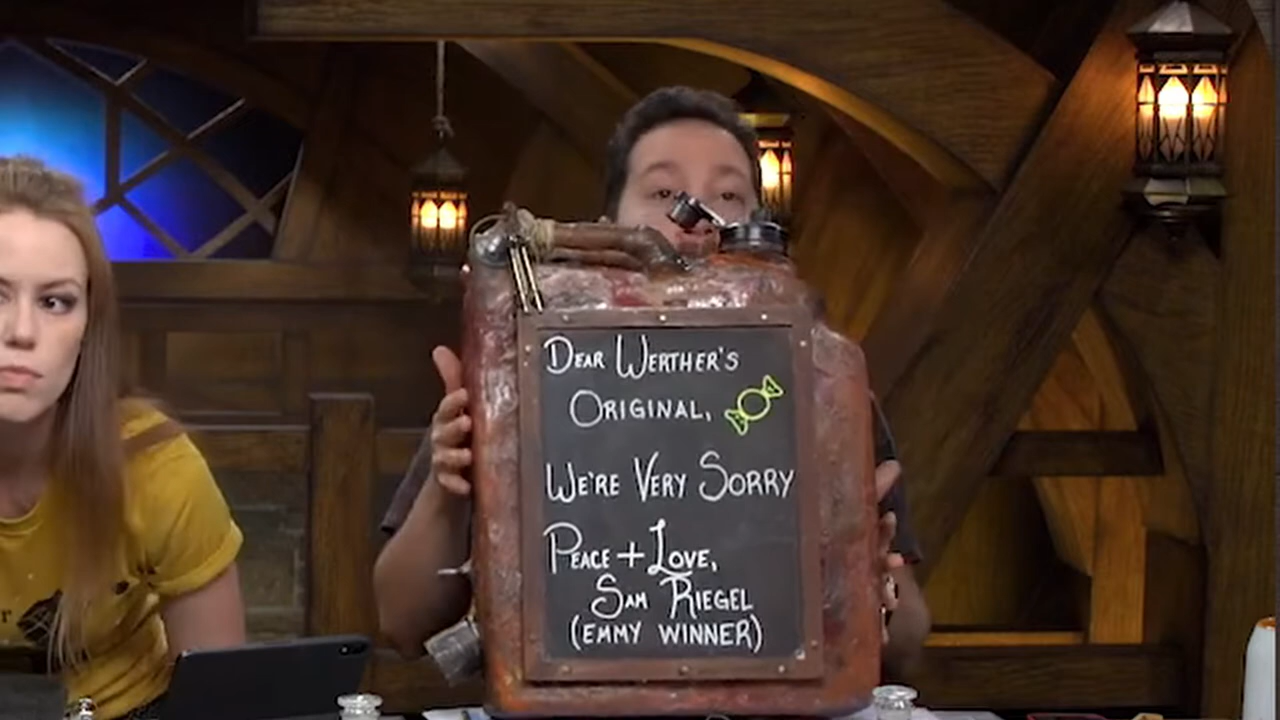 DEAR WERTHER'S
ORIGINAL,
WE'RE VERY SORRY
PEACE + LOVE,
SAM RIEGEL
(EMMY WINNER)